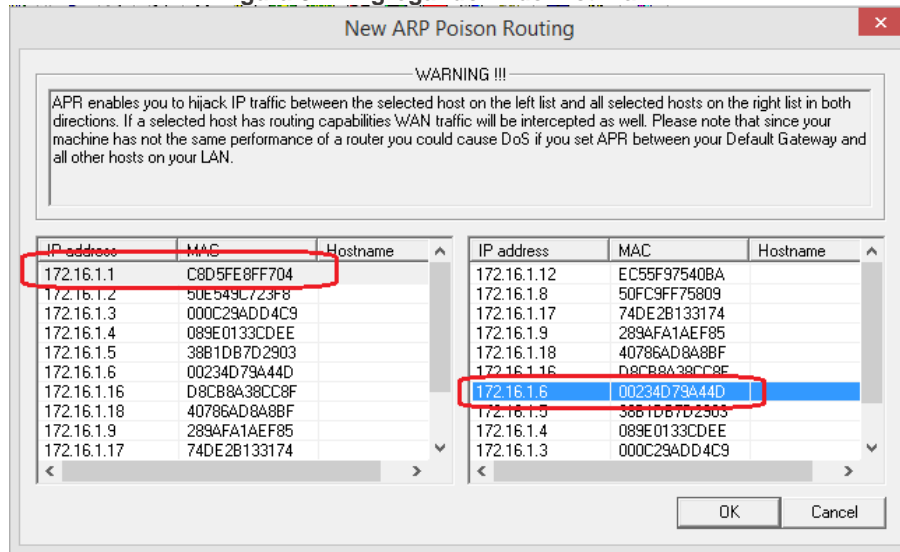 New ARP Poison Routing
WARNING !!!
APR enables you to hijack IP traffic between the selected host on the left list and all selected hosts on the right list in both
directions. If a selected host has routing capabilities WAN traffic will be intercepted as well. Please note that since your
machine has not the same performance of a router you could cause DoS if you set APR between your Default Gateway and
all other hosts on your LAN.
IP address MAC Hostname
172.16.1.1 C8D5FE8FF704
172.16.1.2 50E549C723F8
172.16.1.3 000C29ADD4C9
172.16.1.4 089E0133CDEE
172.16.1.5 38B1DB7D2903
172.16.1.6 00234D79A44D
172.16.1.16 D8CB8A38CC8F
172.16.1.18 40786AD8A8BF
172.16.1.9 289AFA1AEF85
172.16.1.17 74DE2B133174
IP address MAC Hostname
172.16.1.12 EC55F97540BA
172.16.1.8 50FC9FF75809
172.16.1.17 74DE2B133174
172.16.1.9 289AFA1AEF85
172.16.1.18 40786AD8A8BF
172.16.1.16 D8CB8A38CC8F
172.16.1.6 00234D79A44D
172.16.1.5 38B1DB7D2903
172.16.1.4 089E0133CDEE
172.16.1.3 000C29ADD4C9
OK
Cancel